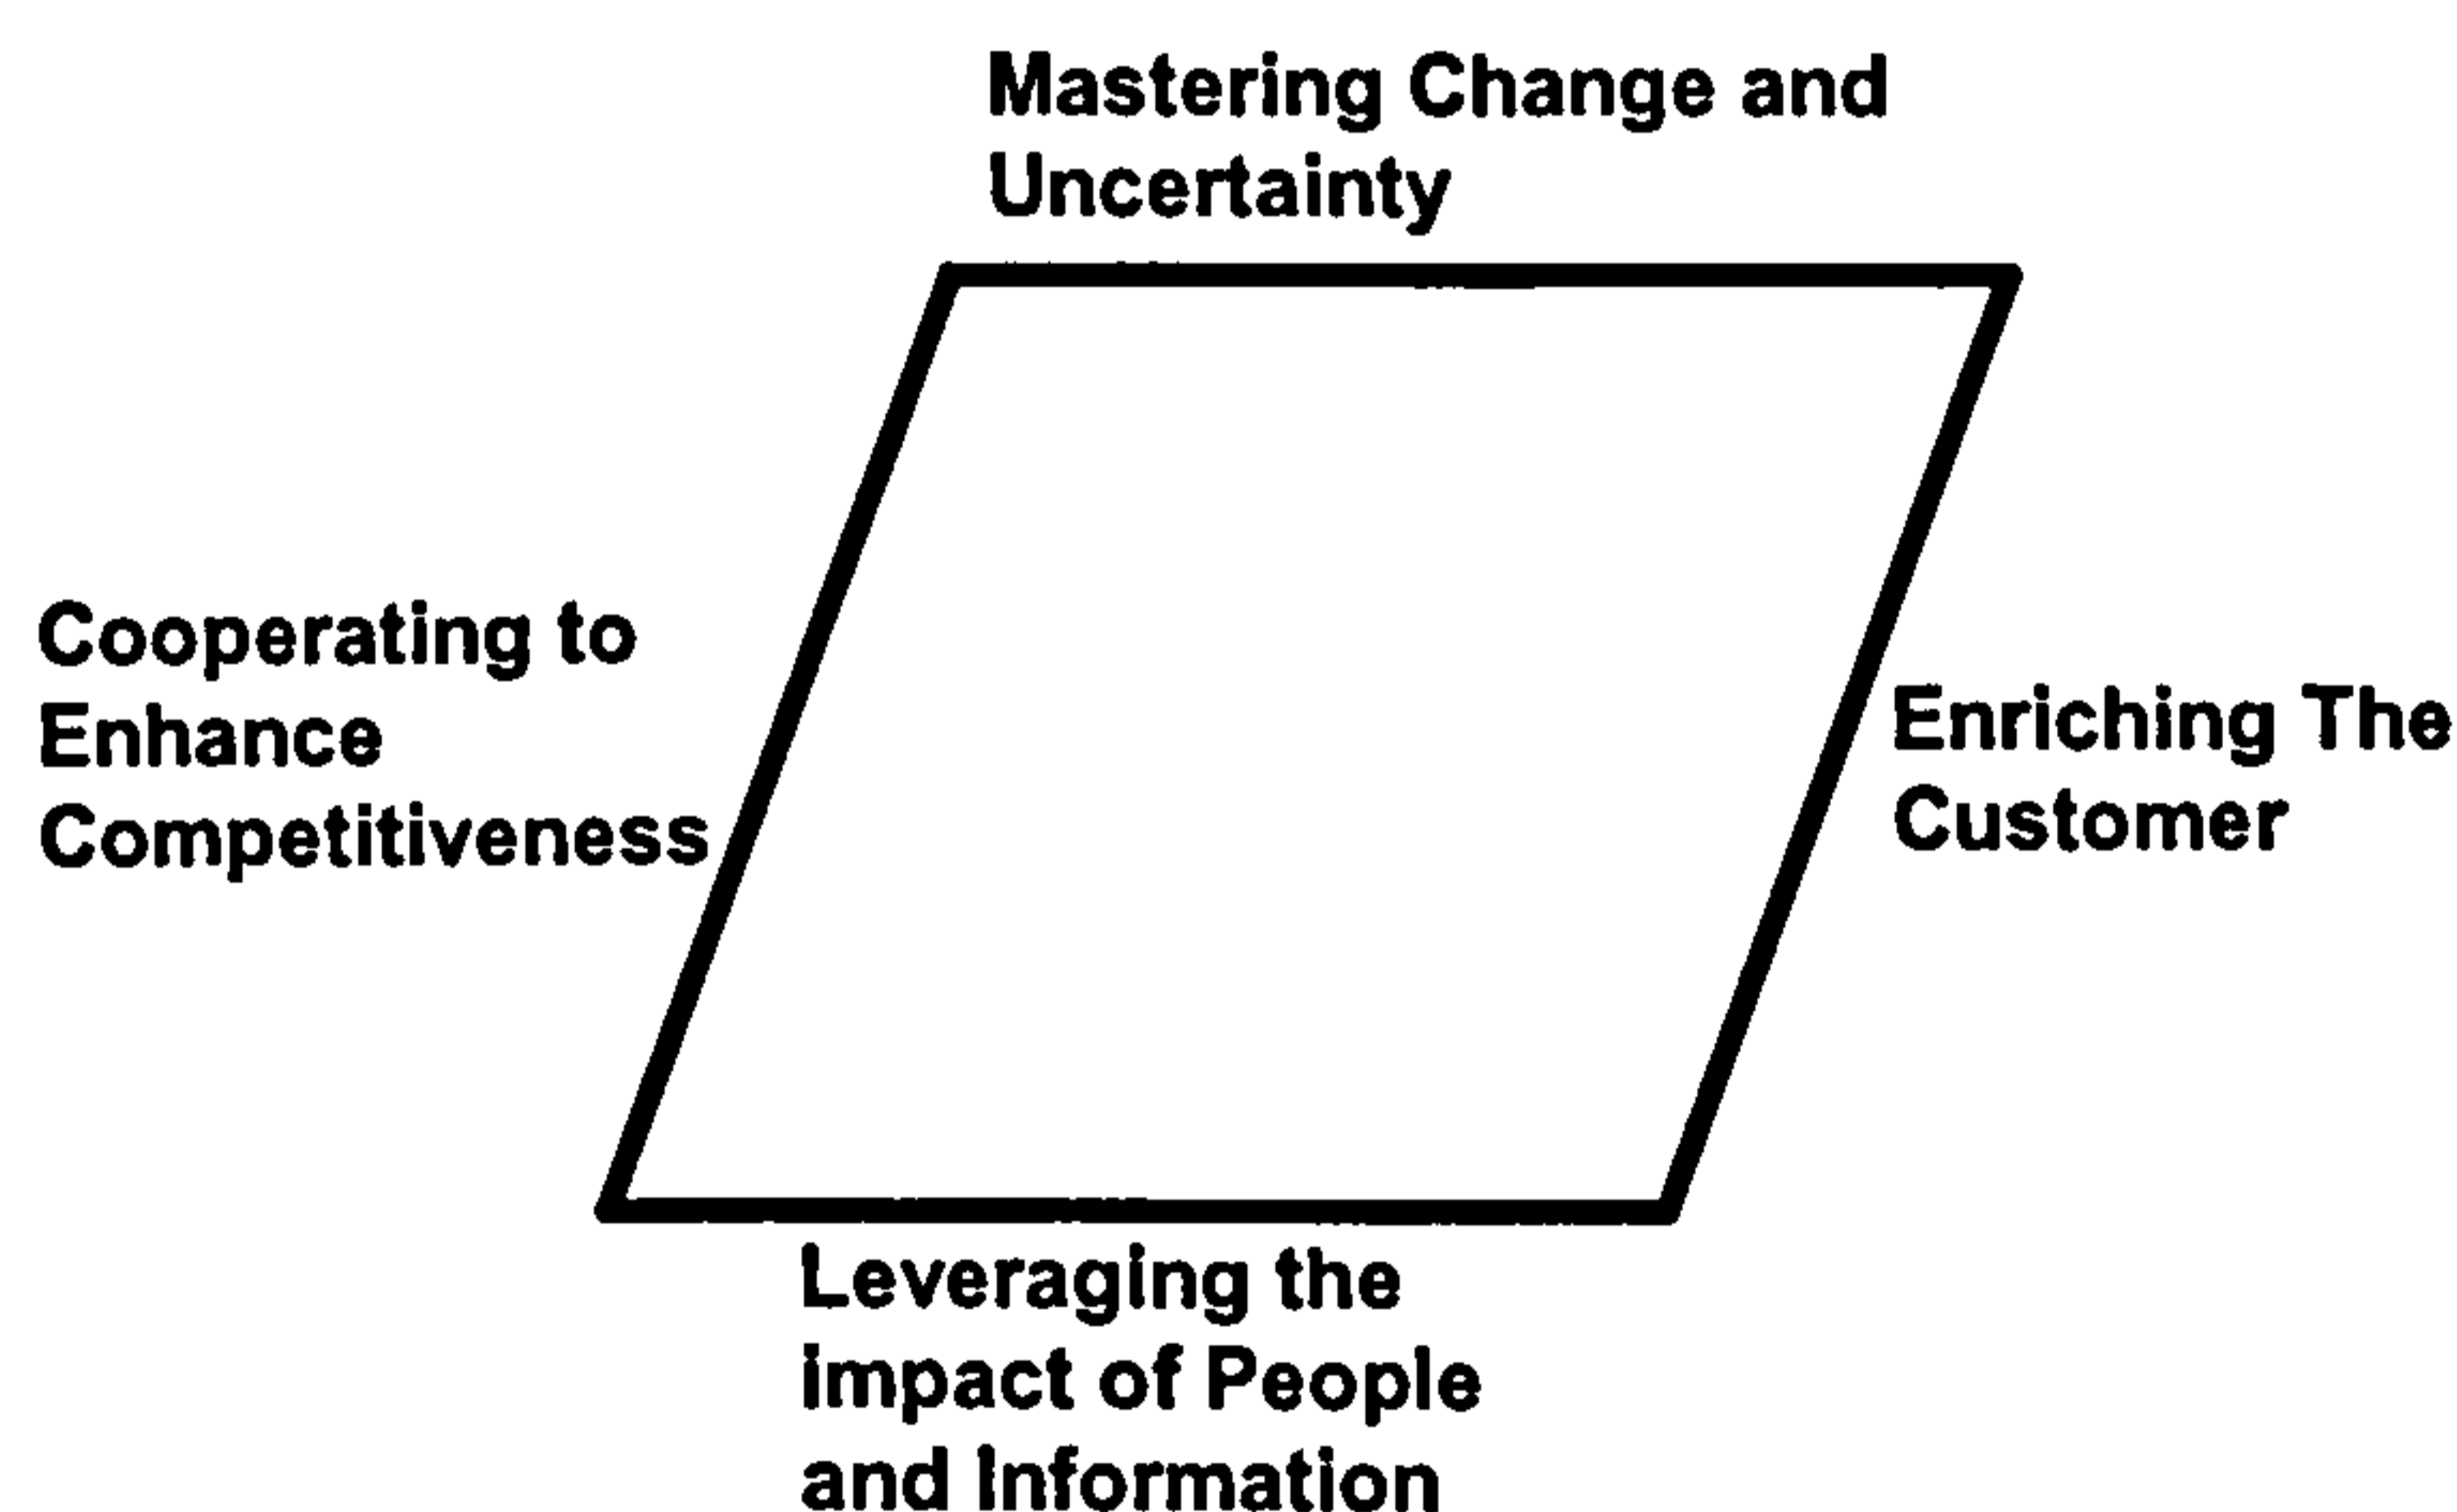 Mastering Change and
Uncertainty
Cooperating to
Enhance
Competitiveness
Enriching The
Customer
Leveraging the
impact of People
and Information